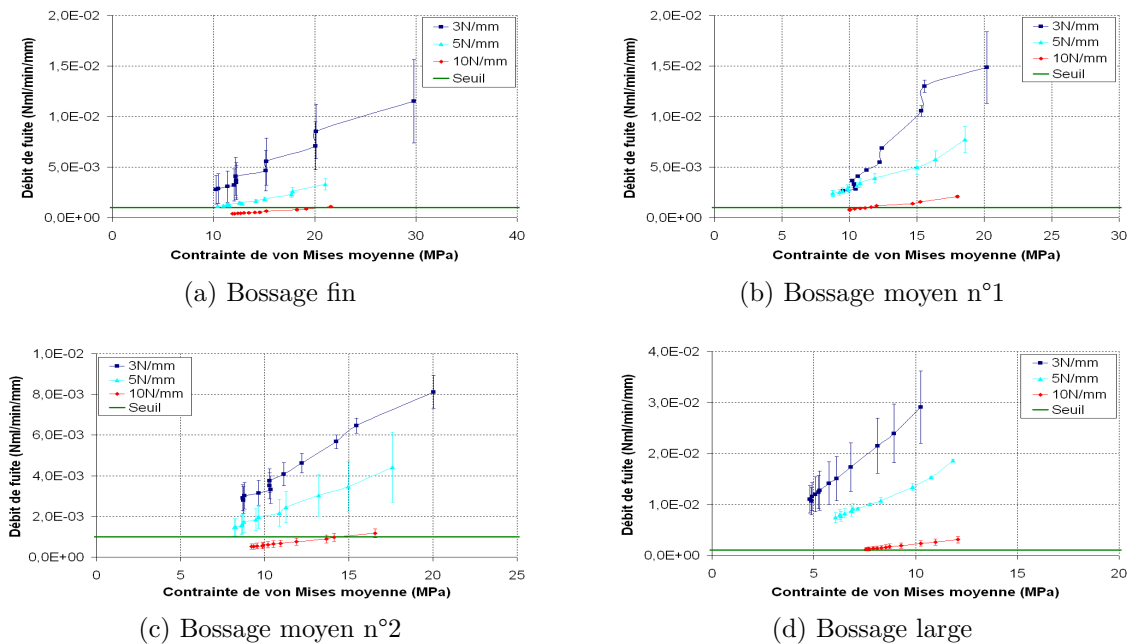 2,0E-02
1,5E-02
1,0E-02
5,0E-03
0,0E+00
Débit de fuite (Nml/min/mm)
0 10 20 30 40
Contrainte de von Mises moyenne (MPa)
3N/mm
5N/mm
10N/mm
Seuil
(a) Bossage fin
2,0E-02
1,5E-02
1,0E-02
5,0E-03
0,0E+00
Débit de fuite (Nml/min/mm)
0 5 10 15 20 25 30
Contrainte de von Mises moyenne (MPa)
3N/mm
5N/mm
10N/mm
Seuil
(b) Bossage moyen n°1
1,0E-02
8,0E-03
6,0E-03
4,0E-03
2,0E-03
0,0E+00
Débit de fuite (Nml/min/mm)
0 5 10 15 20 25
Contrainte de von Mises moyenne (MPa)
3N/mm
5N/mm
10N/mm
Seuil
(c) Bossage moyen n°2
4,0E-02
3,0E-02
2,0E-02
1,0E-02
0,0E+00
Débit de fuite (Nml/min/mm)
0 5 10 15 20
Contrainte de von Mises moyenne (MPa)
3N/mm
5N/mm
10N/mm
Seuil
(d) Bossage large